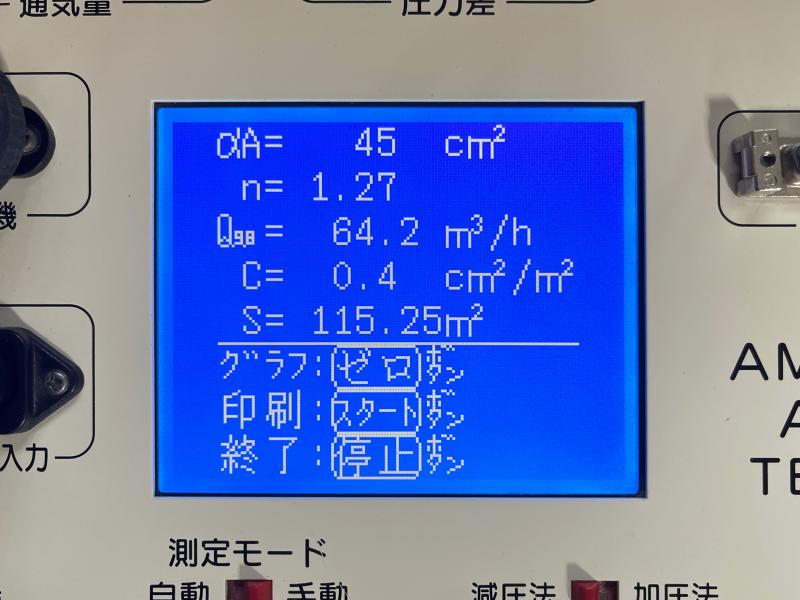 通気量
圧力差
αA= 45 cm²
機
n= 1.27
Q₉.₈= 64.2 m³/h
C= 0.4 cm²/m²
S= 115.25m²
グラフ:ゼロボタン
AM
印刷:スタートボタン
A
入力
終了:停止ボタン
TE
測定モード
自動 手動
減圧法 加圧法